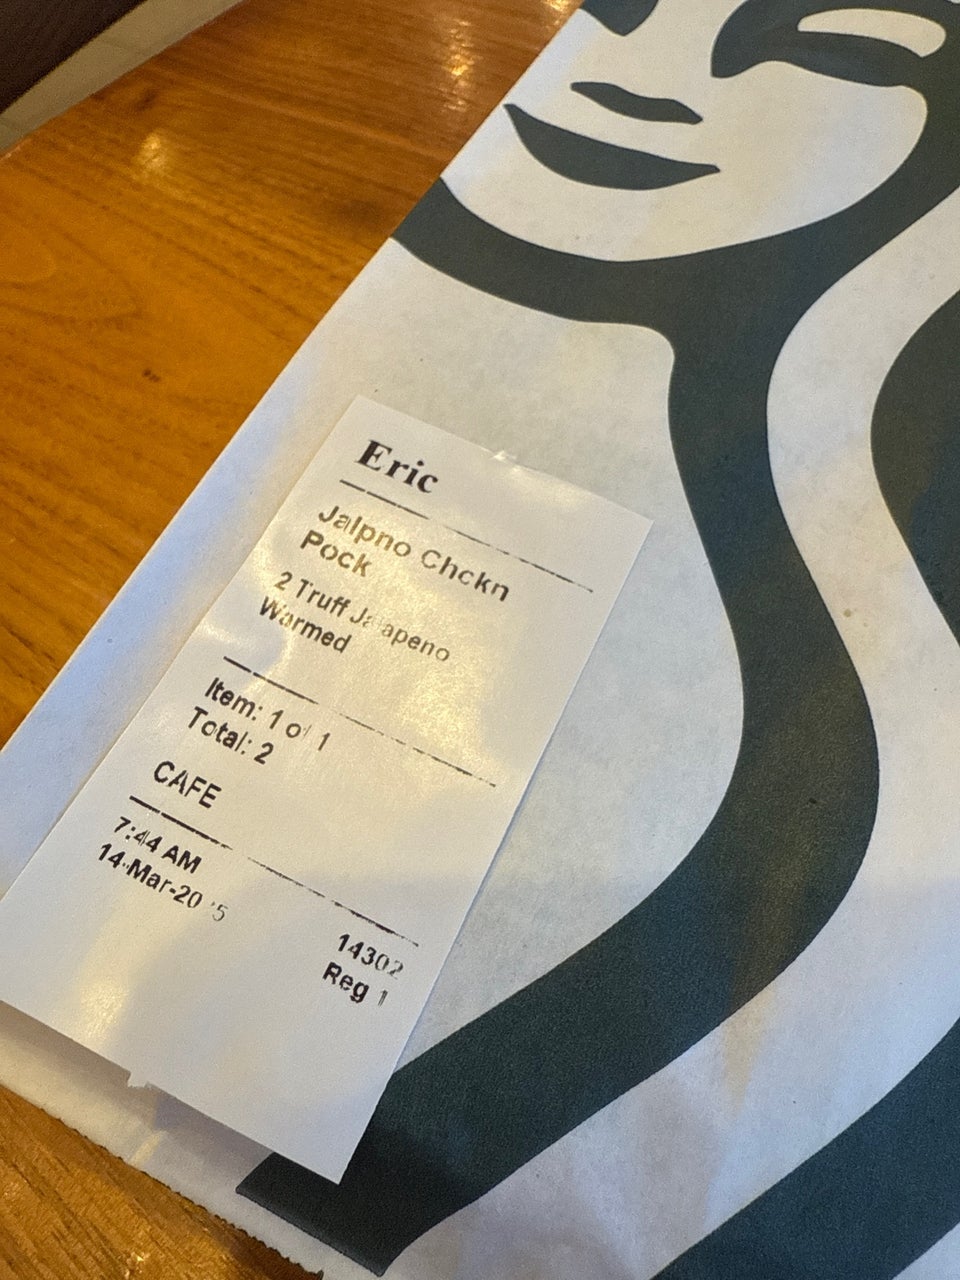 Eric
Jalpno Chckn
Pock
2 Truff Jalapeno
Warmed
Item: 1 of 1
Total: 2
CAFE
7:44 AM
14-Mar-20
14302
Reg 1